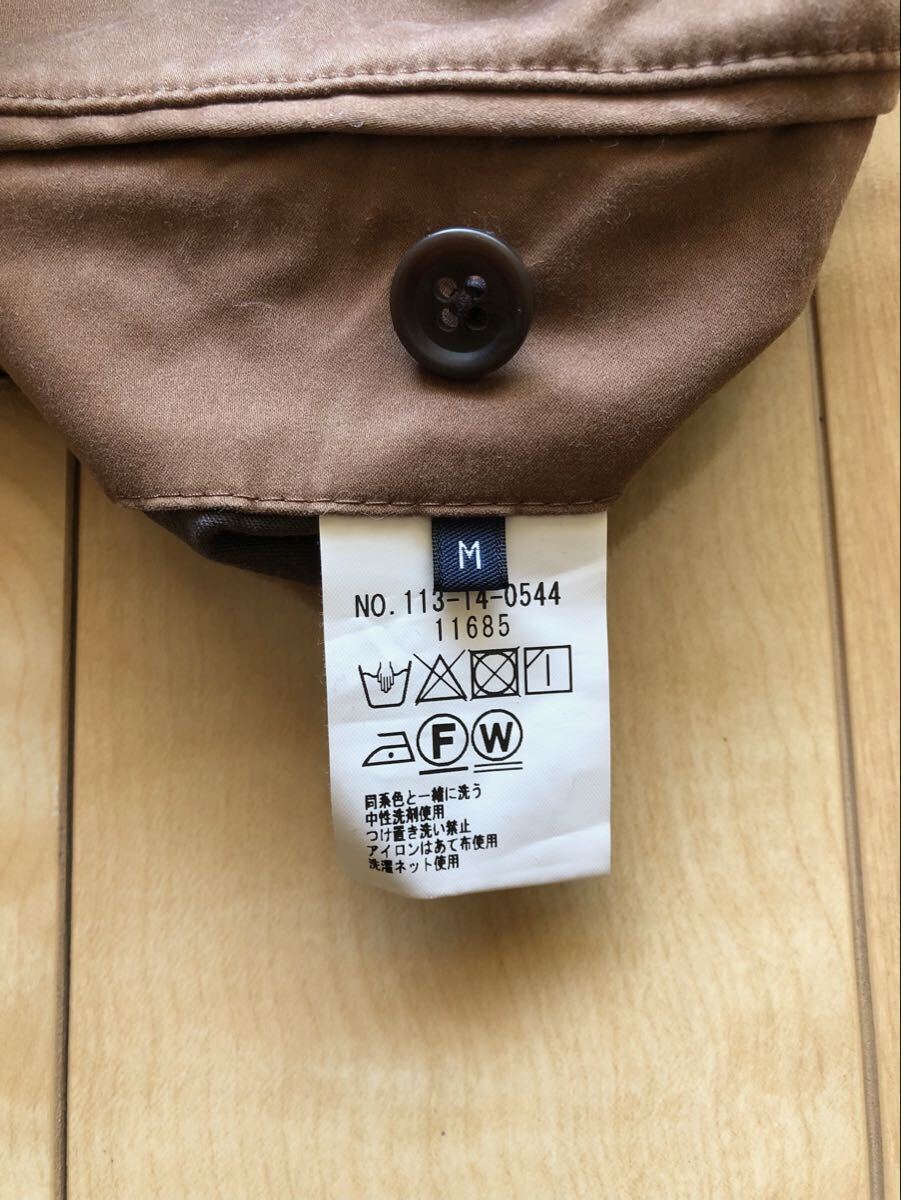 M
NO. 113-14-0544
11685
F W
同系色と一緒に洗う
中性洗剤使用
つけ置き洗い禁止
アイロンはあて布使用
洗濯ネット使用